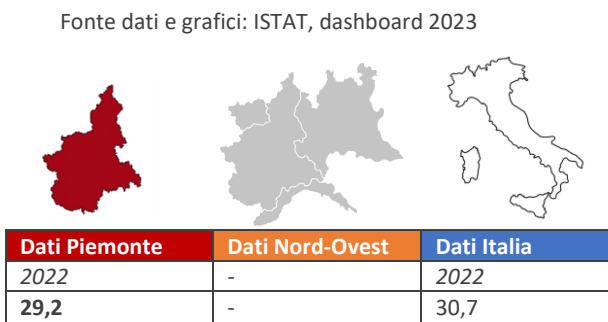 Fonte dati e grafici: ISTAT, dashboard 2023
Dati Piemonte Dati Nord-Ovest Dati Italia
2022 - 2022
29,2 - 30,7